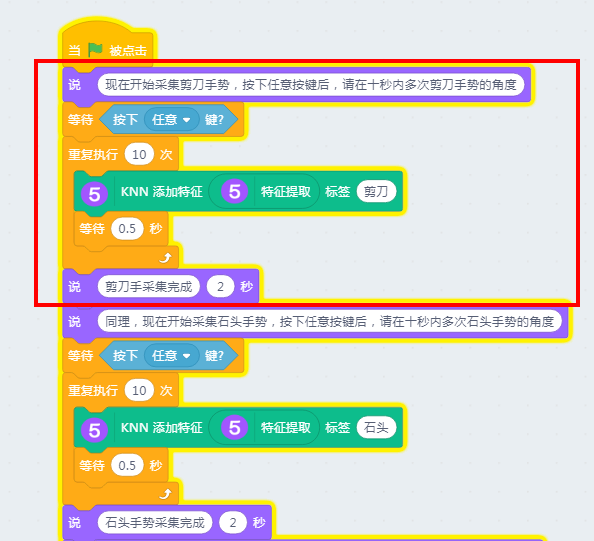 当 被点击
说 现在开始采集剪刀手势，按下任意按键后，请在十秒内多次剪刀手势的角度
等待 按下 任意 键?
重复执行 10 次
5 KNN 添加特征 5 特征提取 标签 剪刀
等待 0.5 秒
说 剪刀手采集完成 2 秒
说 同理，现在开始采集石头手势，按下任意按键后，请在十秒内多次石头手势的角度
等待 按下 任意 键?
重复执行 10 次
5 KNN 添加特征 5 特征提取 标签 石头
等待 0.5 秒
说 石头手势采集完成 2 秒